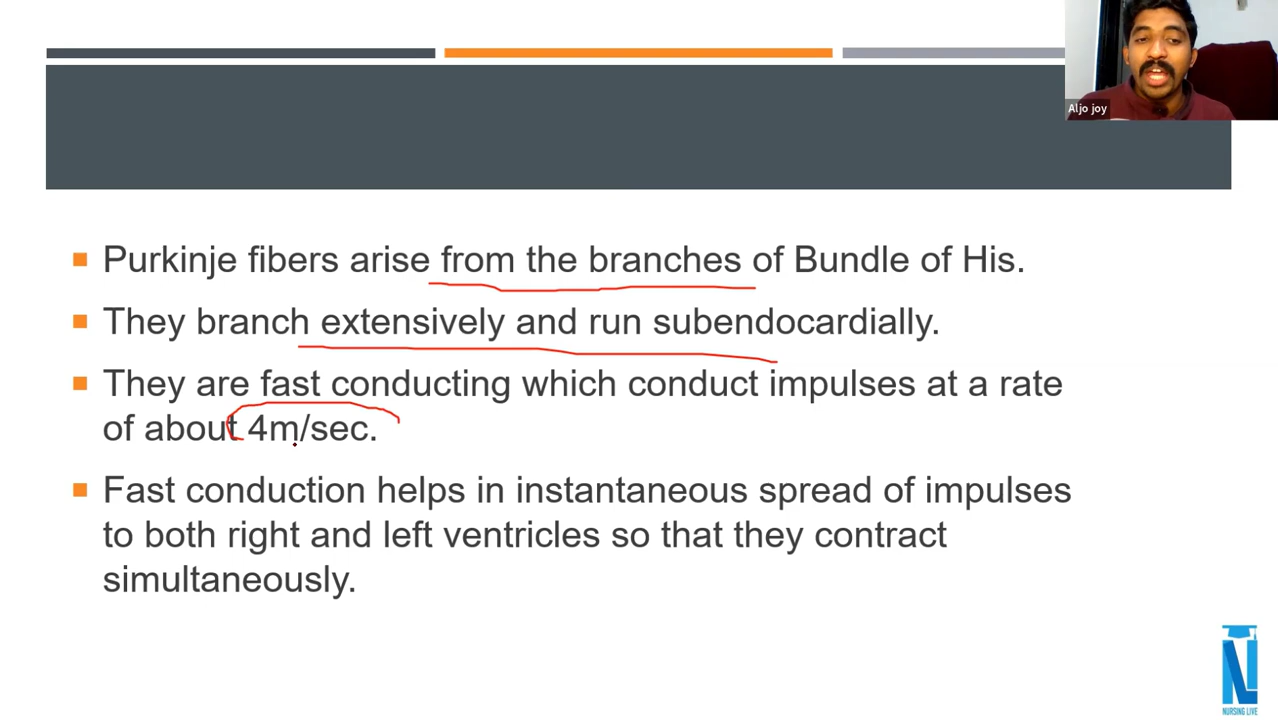 Aljo joy
Purkinje fibers arise from the branches of Bundle of His.
They branch extensively and run subendocardially.
They are fast conducting which conduct impulses at a rate
of about 4m/sec.
Fast conduction helps in instantaneous spread of impulses
to both right and left ventricles so that they contract
simultaneously.
NURSING LIVE